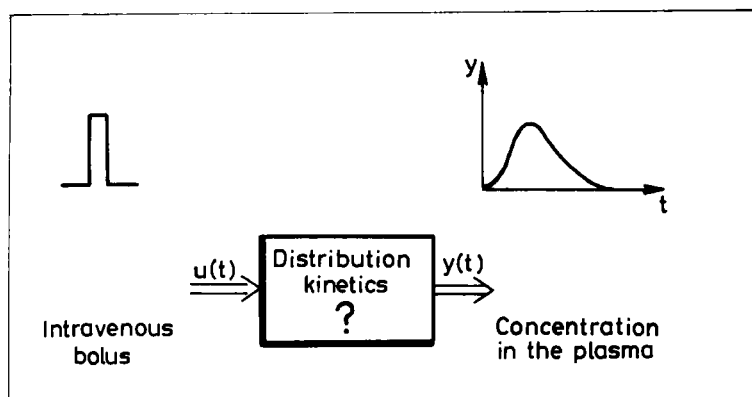 y
t
u(t)
Distribution
kinetics
?
y(t)
Intravenous
bolus
Concentration
in the plasma